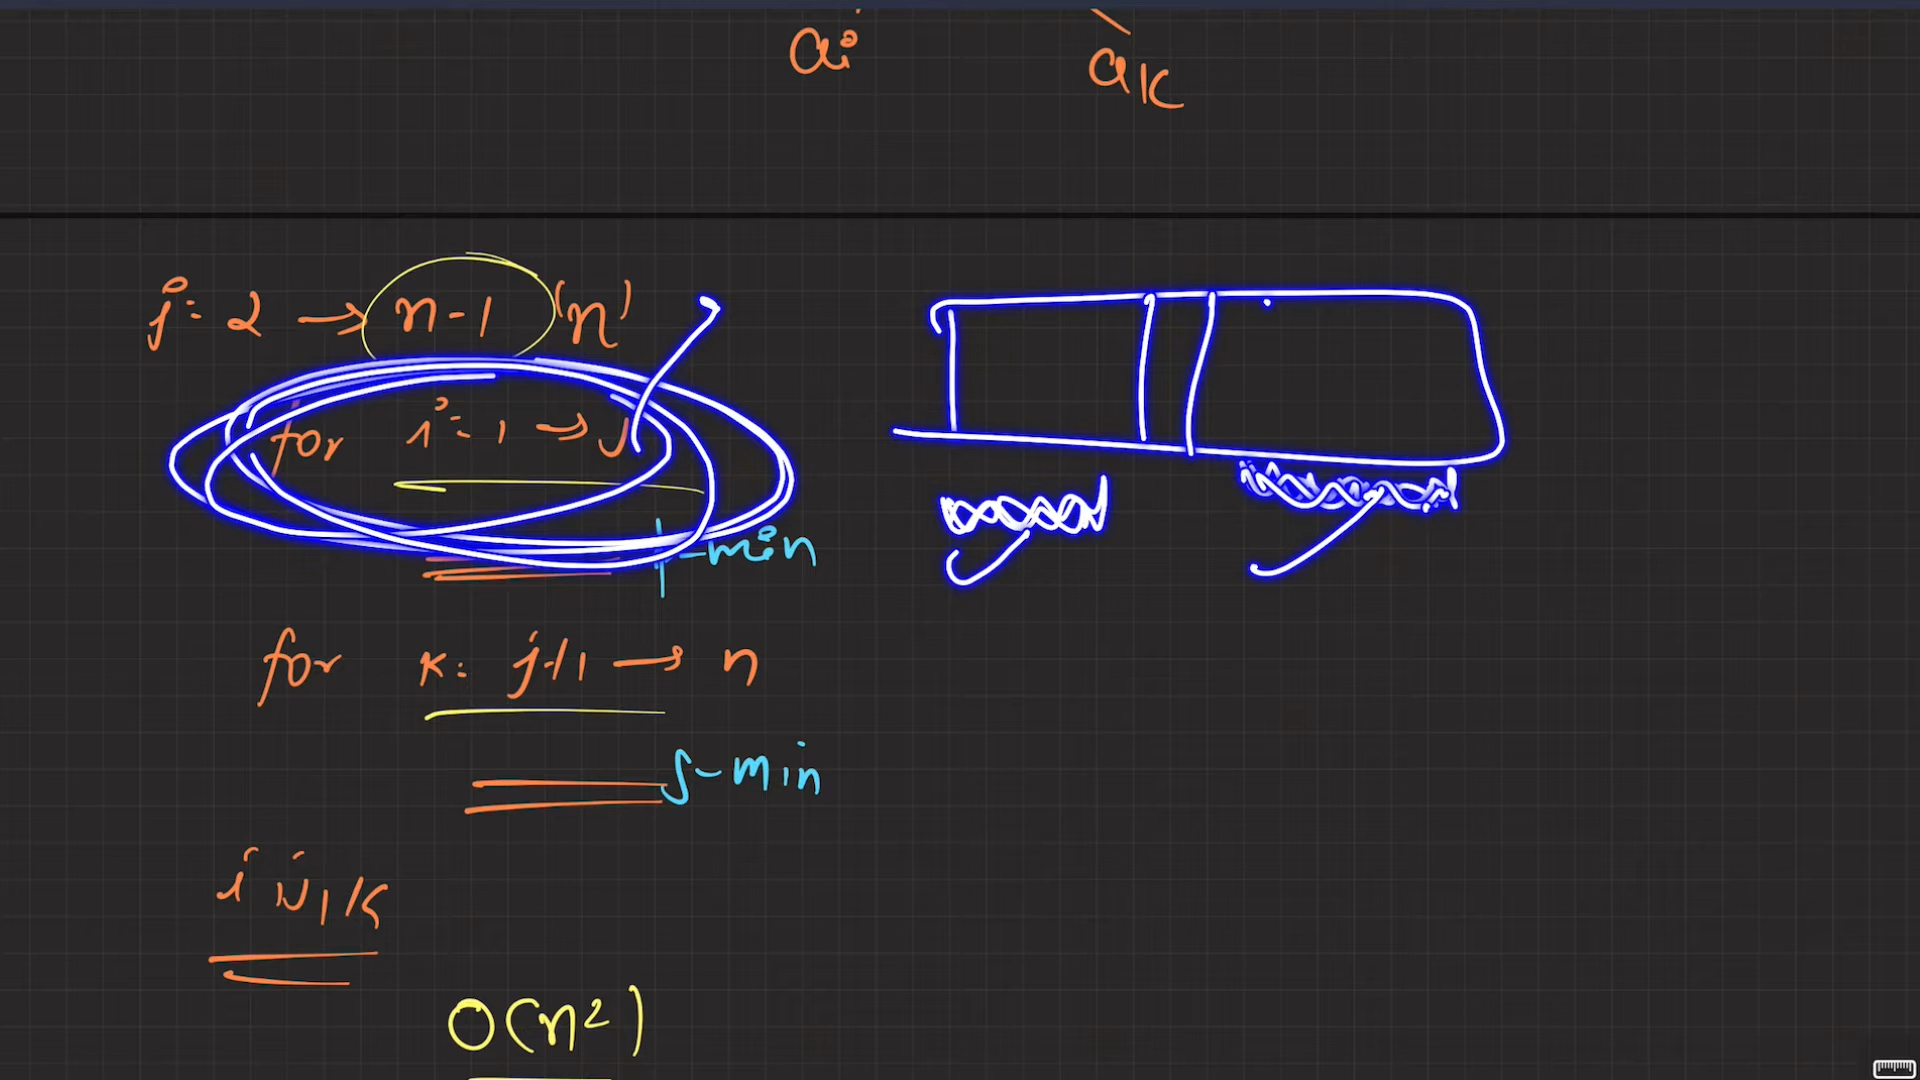 ai
aK
j = 2 → n-1 (n)
for i = 1 → j
f-min
for K = j+1 → n
S-min
i j, K
O(n²)